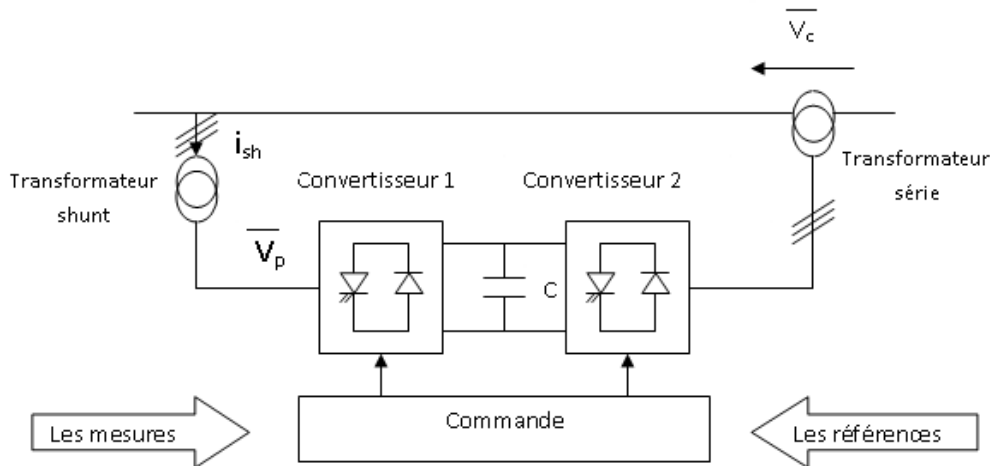 V̅c
ish
Transformateur
shunt
Convertisseur 1
Convertisseur 2
Transformateur
série
V̅p
C
Commande
Les mesures
Les références